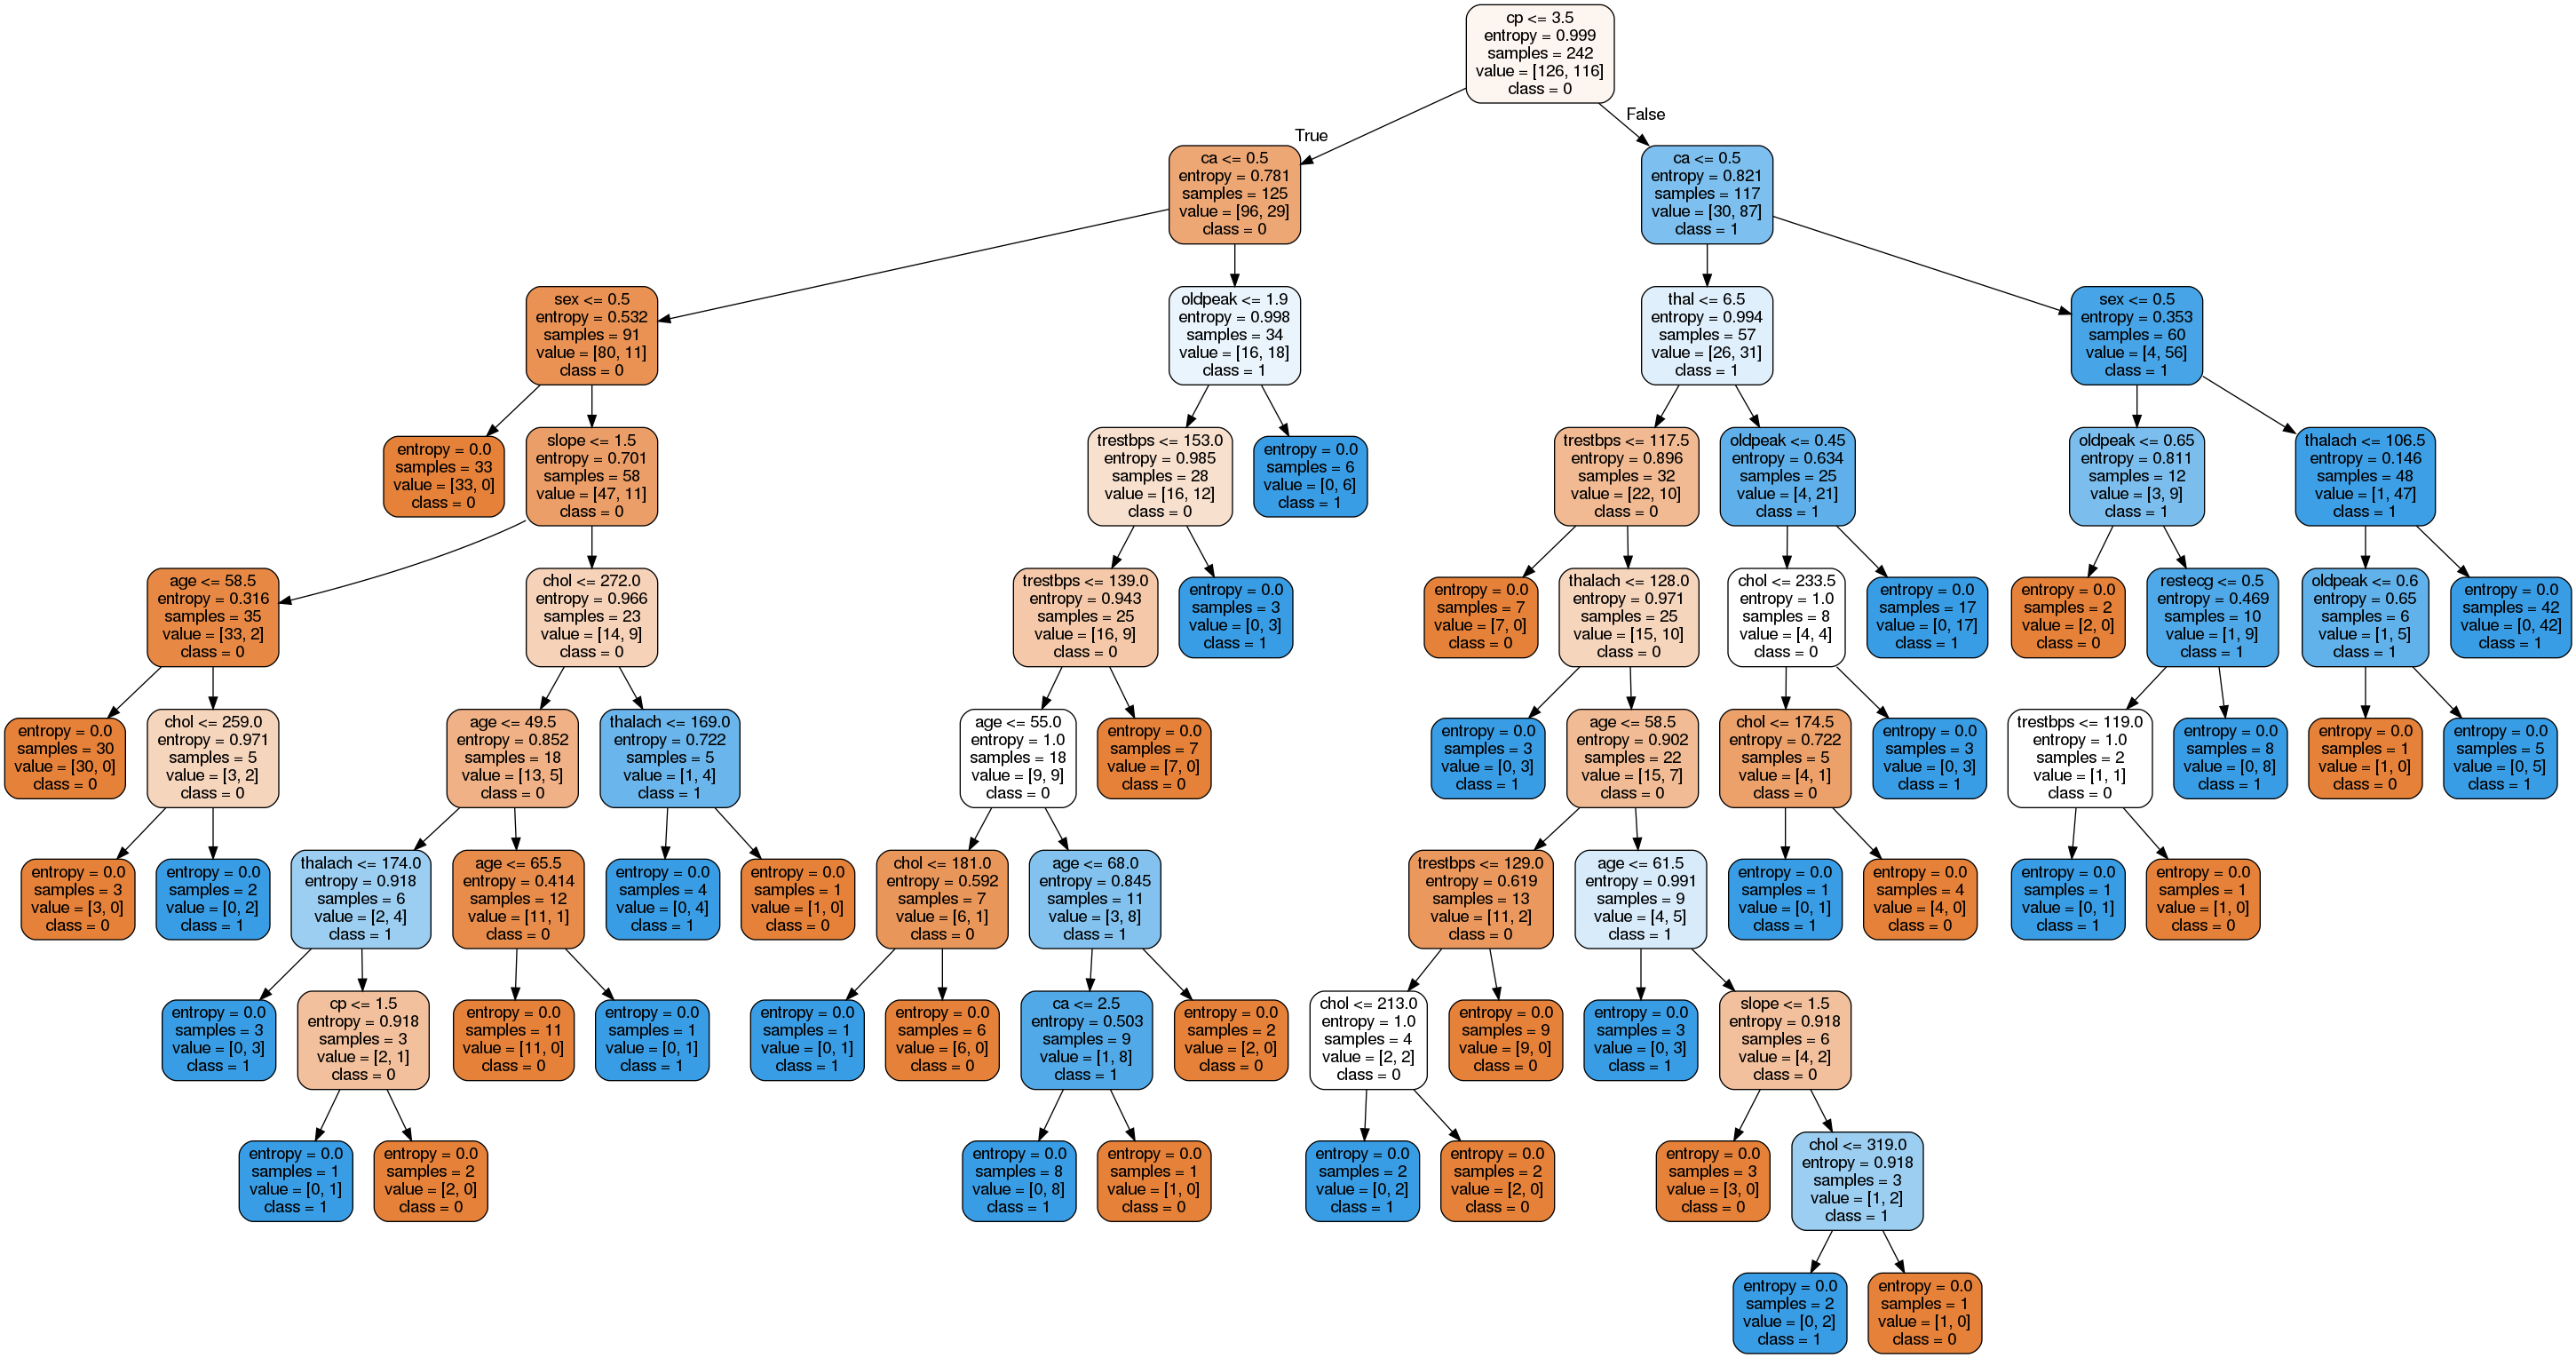 cp <= 3.5
entropy = 0.999
samples = 242
value = [126, 116]
class = 0
True
False
ca <= 0.5
entropy = 0.781
samples = 125
value = [96, 29]
class = 0
ca <= 0.5
entropy = 0.821
samples = 117
value = [30, 87]
class = 1
sex <= 0.5
entropy = 0.532
samples = 91
value = [80, 11]
class = 0
oldpeak <= 1.9
entropy = 0.998
samples = 34
value = [16, 18]
class = 1
thal <= 6.5
entropy = 0.994
samples = 57
value = [26, 31]
class = 1
sex <= 0.5
entropy = 0.353
samples = 60
value = [4, 56]
class = 1
entropy = 0.0
samples = 33
value = [33, 0]
class = 0
slope <= 1.5
entropy = 0.701
samples = 58
value = [47, 11]
class = 0
trestbps <= 153.0
entropy = 0.985
samples = 28
value = [16, 12]
class = 0
entropy = 0.0
samples = 6
value = [0, 6]
class = 1
trestbps <= 117.5
entropy = 0.896
samples = 32
value = [22, 10]
class = 0
oldpeak <= 0.45
entropy = 0.634
samples = 25
value = [4, 21]
class = 1
oldpeak <= 0.65
entropy = 0.811
samples = 12
value = [3, 9]
class = 1
thalach <= 106.5
entropy = 0.146
samples = 48
value = [1, 47]
class = 1
age <= 58.5
entropy = 0.316
samples = 35
value = [33, 2]
class = 0
chol <= 272.0
entropy = 0.966
samples = 23
value = [14, 9]
class = 0
trestbps <= 139.0
entropy = 0.943
samples = 25
value = [16, 9]
class = 0
entropy = 0.0
samples = 3
value = [0, 3]
class = 1
entropy = 0.0
samples = 7
value = [7, 0]
class = 0
thalach <= 128.0
entropy = 0.971
samples = 25
value = [15, 10]
class = 0
chol <= 233.5
entropy = 1.0
samples = 8
value = [4, 4]
class = 0
entropy = 0.0
samples = 17
value = [0, 17]
class = 1
entropy = 0.0
samples = 2
value = [2, 0]
class = 0
restecg <= 0.5
entropy = 0.469
samples = 10
value = [1, 9]
class = 1
oldpeak <= 0.6
entropy = 0.65
samples = 6
value = [1, 5]
class = 1
entropy = 0.0
samples = 42
value = [0, 42]
class = 1
entropy = 0.0
samples = 30
value = [30, 0]
class = 0
chol <= 259.0
entropy = 0.971
samples = 5
value = [3, 2]
class = 0
age <= 49.5
entropy = 0.852
samples = 18
value = [13, 5]
class = 0
thalach <= 169.0
entropy = 0.722
samples = 5
value = [1, 4]
class = 1
age <= 55.0
entropy = 1.0
samples = 18
value = [9, 9]
class = 0
entropy = 0.0
samples = 7
value = [7, 0]
class = 0
entropy = 0.0
samples = 3
value = [0, 3]
class = 1
age <= 58.5
entropy = 0.902
samples = 22
value = [15, 7]
class = 0
chol <= 174.5
entropy = 0.722
samples = 5
value = [4, 1]
class = 0
entropy = 0.0
samples = 3
value = [0, 3]
class = 1
trestbps <= 119.0
entropy = 1.0
samples = 2
value = [1, 1]
class = 0
entropy = 0.0
samples = 8
value = [0, 8]
class = 1
entropy = 0.0
samples = 1
value = [1, 0]
class = 0
entropy = 0.0
samples = 5
value = [0, 5]
class = 1
entropy = 0.0
samples = 3
value = [3, 0]
class = 0
entropy = 0.0
samples = 2
value = [0, 2]
class = 1
thalach <= 174.0
entropy = 0.918
samples = 6
value = [2, 4]
class = 1
age <= 65.5
entropy = 0.414
samples = 12
value = [11, 1]
class = 0
entropy = 0.0
samples = 4
value = [0, 4]
class = 1
entropy = 0.0
samples = 1
value = [1, 0]
class = 0
chol <= 181.0
entropy = 0.592
samples = 7
value = [6, 1]
class = 0
age <= 68.0
entropy = 0.845
samples = 11
value = [3, 8]
class = 1
trestbps <= 129.0
entropy = 0.619
samples = 13
value = [11, 2]
class = 0
age <= 61.5
entropy = 0.991
samples = 9
value = [4, 5]
class = 1
entropy = 0.0
samples = 1
value = [0, 1]
class = 1
entropy = 0.0
samples = 4
value = [4, 0]
class = 0
entropy = 0.0
samples = 1
value = [0, 1]
class = 1
entropy = 0.0
samples = 1
value = [1, 0]
class = 0
entropy = 0.0
samples = 3
value = [0, 3]
class = 1
cp <= 1.5
entropy = 0.918
samples = 3
value = [2, 1]
class = 0
entropy = 0.0
samples = 11
value = [11, 0]
class = 0
entropy = 0.0
samples = 1
value = [0, 1]
class = 1
entropy = 0.0
samples = 1
value = [0, 1]
class = 1
entropy = 0.0
samples = 6
value = [6, 0]
class = 0
ca <= 2.5
entropy = 0.503
samples = 9
value = [1, 8]
class = 1
entropy = 0.0
samples = 2
value = [2, 0]
class = 0
chol <= 213.0
entropy = 1.0
samples = 4
value = [2, 2]
class = 0
entropy = 0.0
samples = 9
value = [9, 0]
class = 0
entropy = 0.0
samples = 3
value = [0, 3]
class = 1
slope <= 1.5
entropy = 0.918
samples = 6
value = [4, 2]
class = 0
entropy = 0.0
samples = 1
value = [0, 1]
class = 1
entropy = 0.0
samples = 2
value = [2, 0]
class = 0
entropy = 0.0
samples = 8
value = [0, 8]
class = 1
entropy = 0.0
samples = 1
value = [1, 0]
class = 0
entropy = 0.0
samples = 2
value = [0, 2]
class = 1
entropy = 0.0
samples = 2
value = [2, 0]
class = 0
entropy = 0.0
samples = 3
value = [3, 0]
class = 0
chol <= 319.0
entropy = 0.918
samples = 3
value = [1, 2]
class = 1
entropy = 0.0
samples = 2
value = [0, 2]
class = 1
entropy = 0.0
samples = 1
value = [1, 0]
class = 0